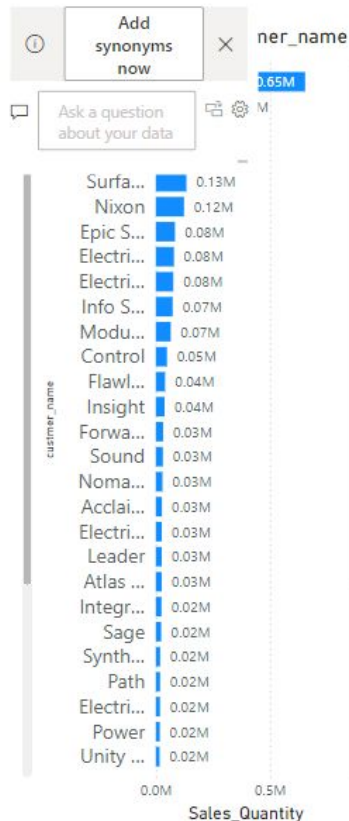 Add
synonyms
now
mer_name
0.65M
Ask a question
about your data
M
Surfa... 0.13M
Nixon 0.12M
Epic S... 0.08M
Electri... 0.08M
Electri... 0.08M
Info S... 0.07M
Modu... 0.07M
Control 0.05M
Flawl... 0.04M
Insight 0.04M
Forwa... 0.03M
Sound 0.03M
Noma... 0.03M
Acclai... 0.03M
Electri... 0.03M
Leader 0.03M
Atlas ... 0.03M
Integr... 0.02M
Sage 0.02M
Synth... 0.02M
Path 0.02M
Electri... 0.02M
Power 0.02M
Unity ... 0.02M
custmer_name
0.0M 0.5M
Sales_Quantity